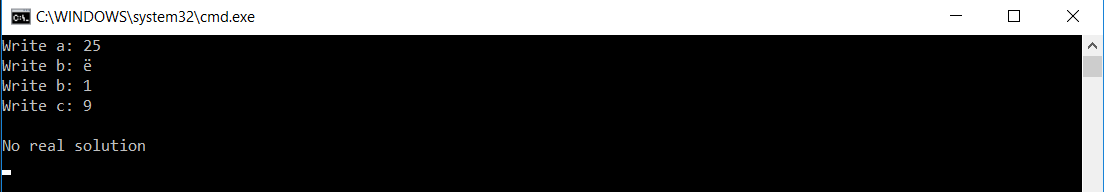 C:\WINDOWS\system32\cmd.exe
Write a: 25
Write b: ë
Write b: 1
Write c: 9
No real solution